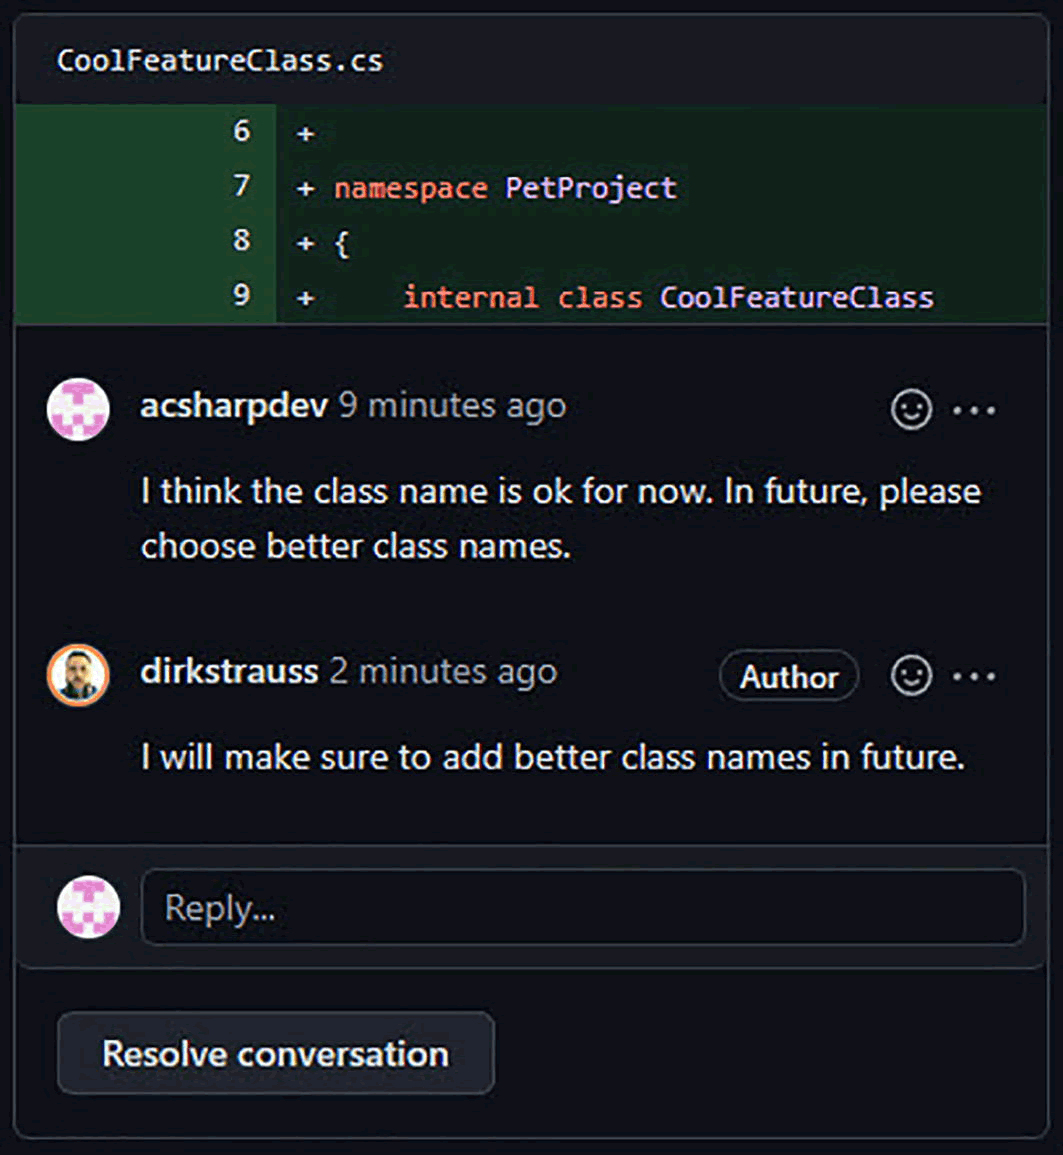 CoolFeatureClass.cs
6 +
7 + namespace PetProject
8 + {
9 +     internal class CoolFeatureClass
acsharpdev 9 minutes ago
I think the class name is ok for now. In future, please
choose better class names.
dirkstrauss 2 minutes ago Author
I will make sure to add better class names in future.
Reply...
Resolve conversation